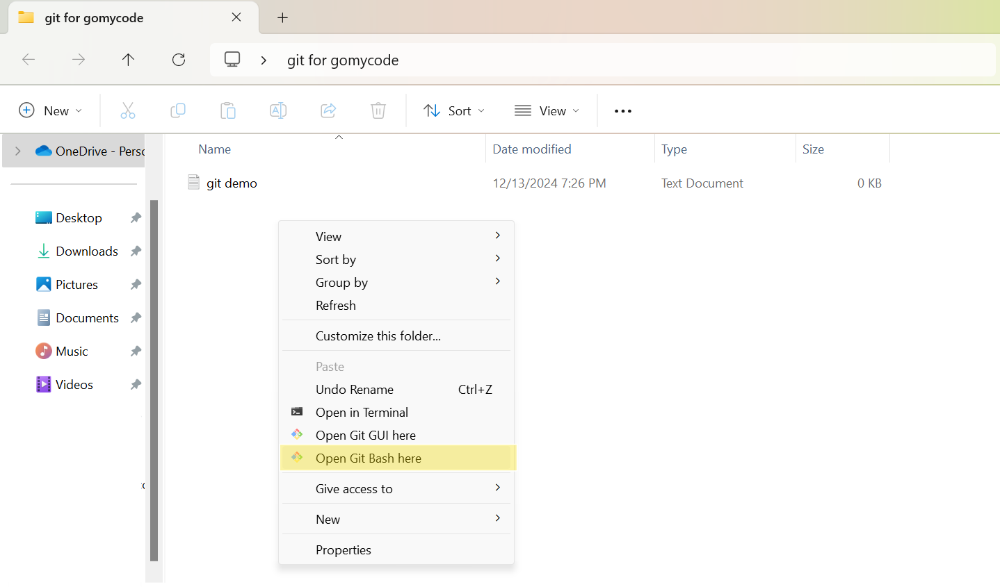 git for gomycode
git for gomycode
New
Sort
View
OneDrive - Perso
Name
Date modified
Type
Size
git demo
12/13/2024 7:26 PM
Text Document
0 KB
Desktop
Downloads
Pictures
Documents
Music
Videos
View
Sort by
Group by
Refresh
Customize this folder...
Paste
Undo Rename Ctrl+Z
Open in Terminal
Open Git GUI here
Open Git Bash here
Give access to
New
Properties